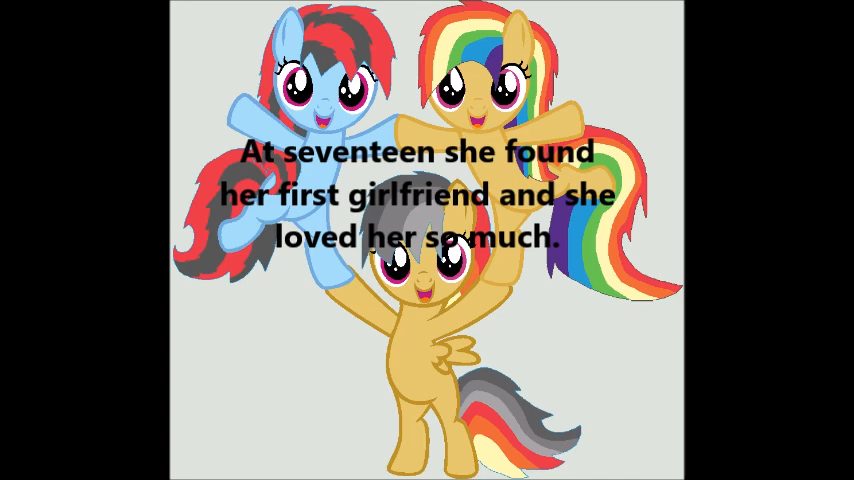 At seventeen she found
her first girlfriend and she
loved her so much.